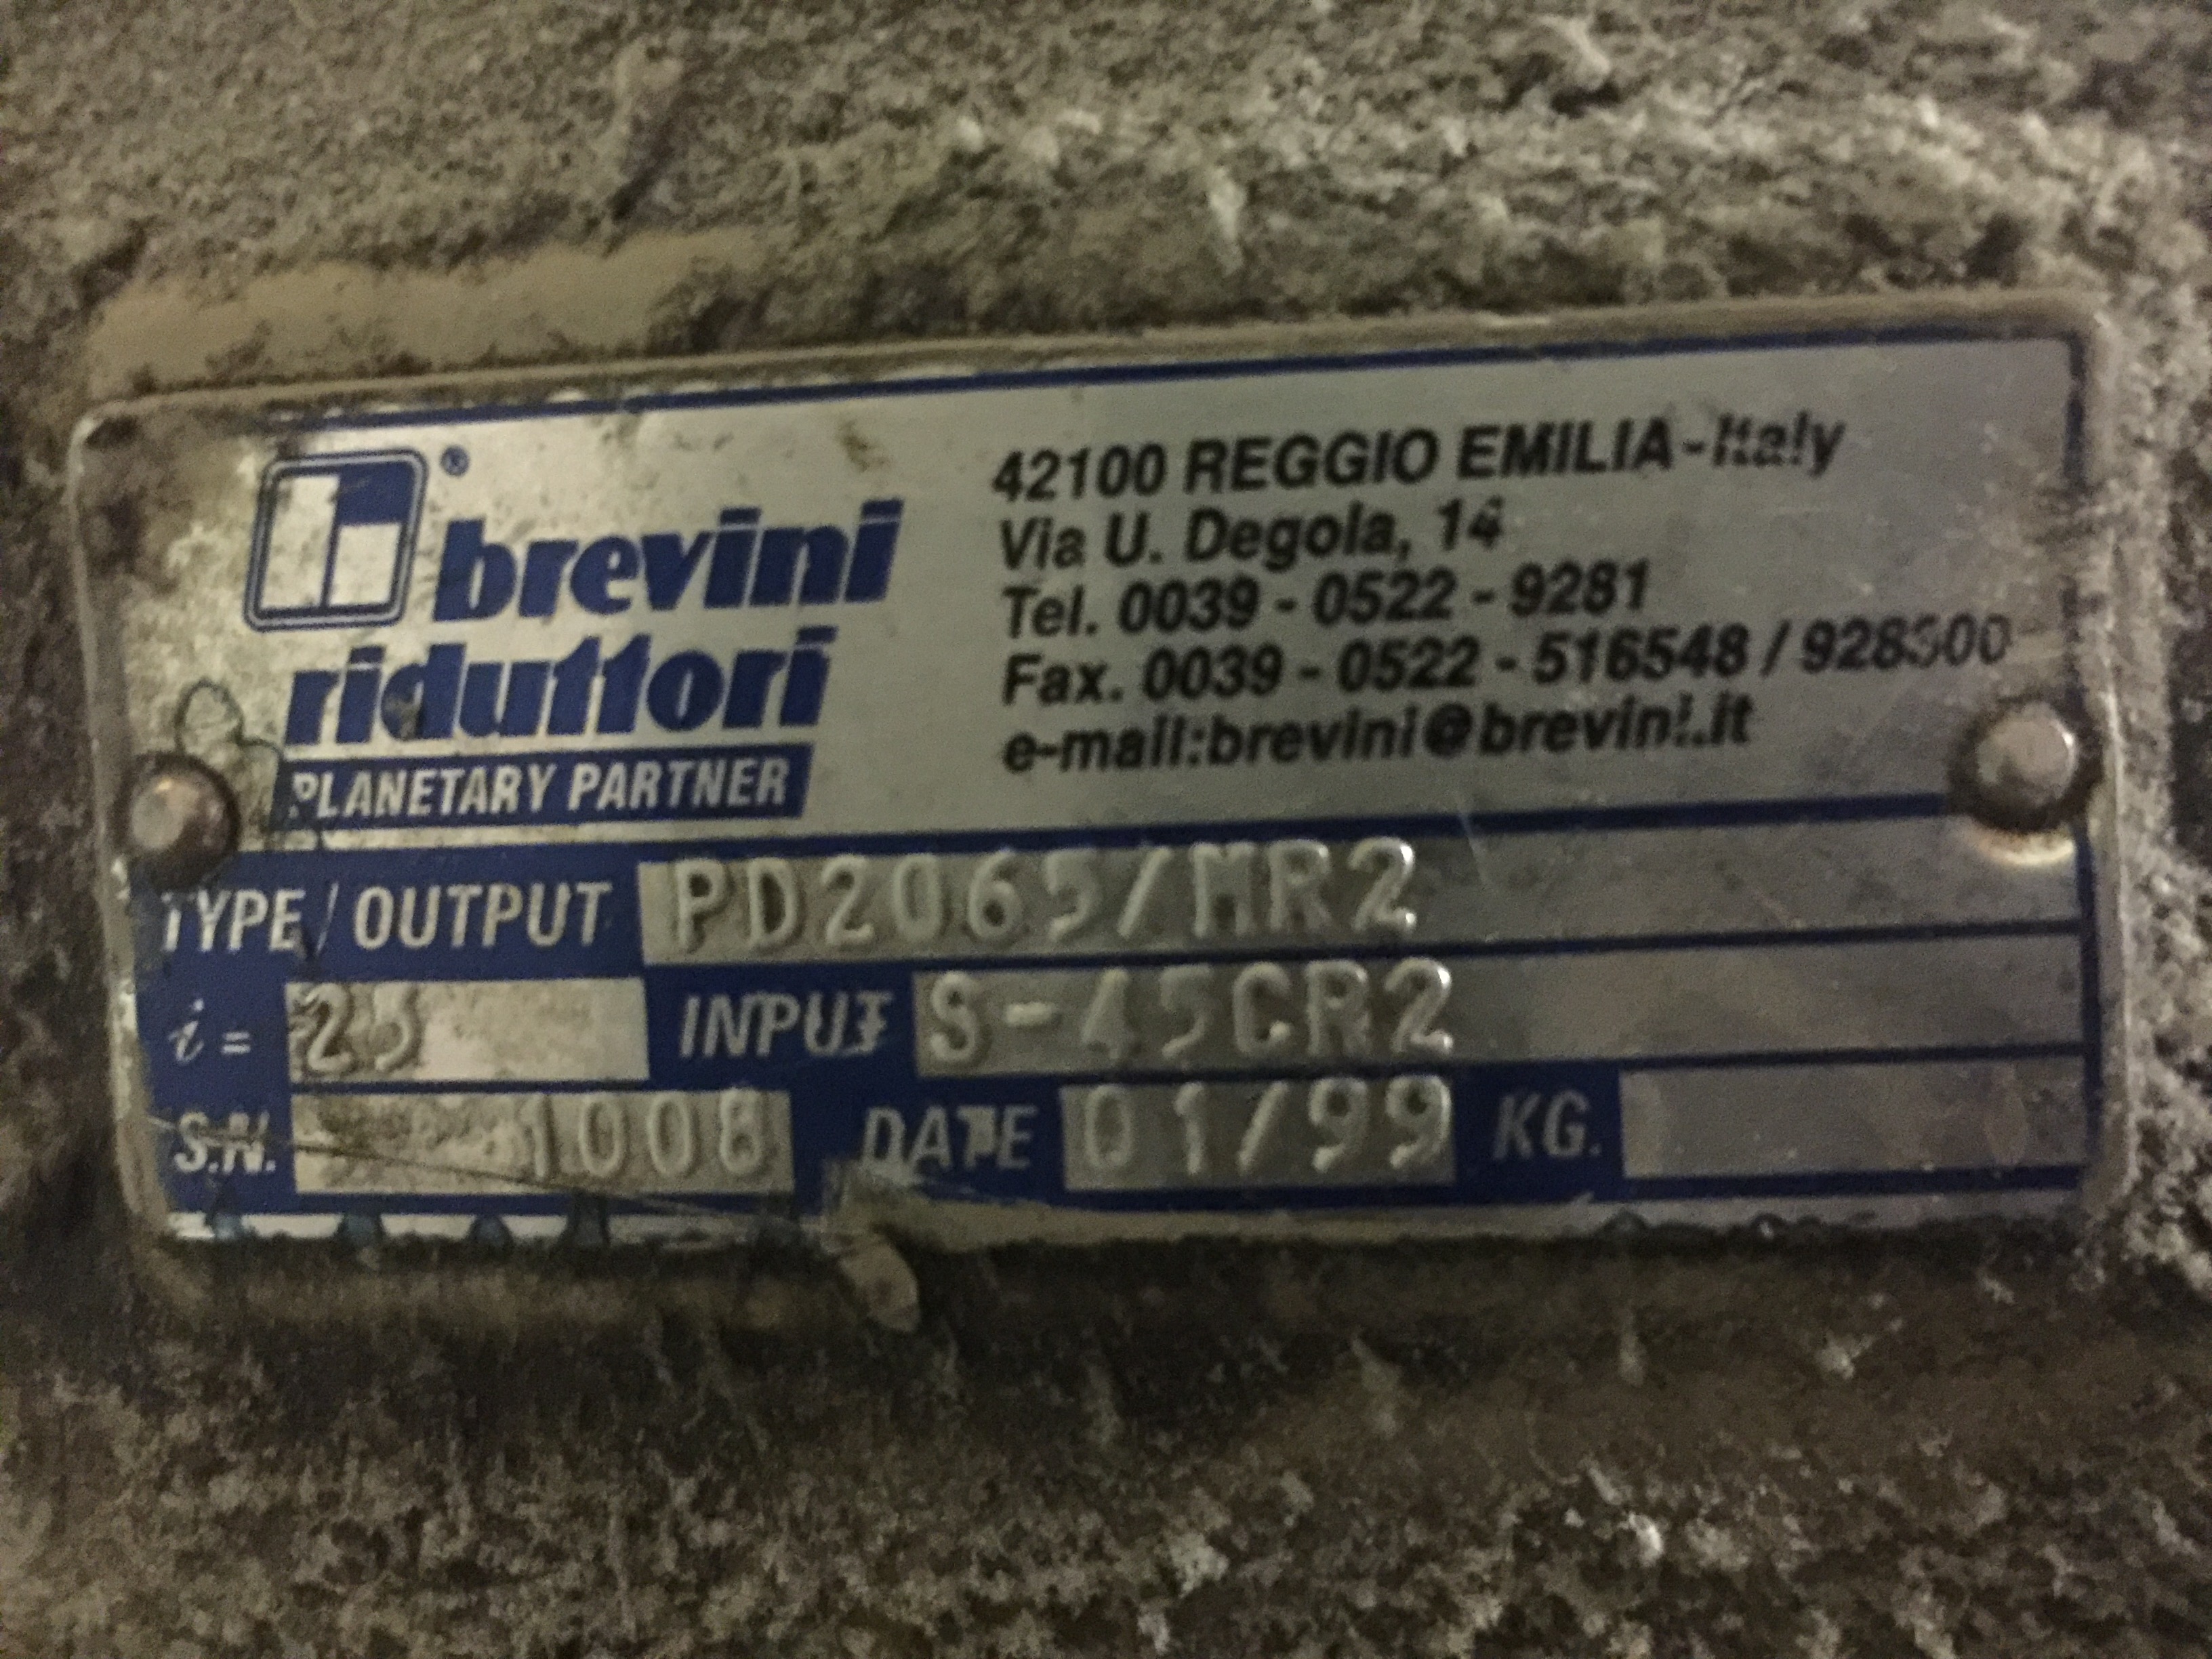 ®
brevini
riduttori
PLANETARY PARTNER
42100 REGGIO EMILIA-Italy
Via U. Degola, 14
Tel. 0039 - 0522 - 9281
Fax. 0039 - 0522 - 516548 / 928300
e-mail:brevini@brevini.it
TYPE / OUTPUT PD2065/MR2
i = 25 INPUT S-45CR2
S.N. 1008 DATE 01/99 KG.